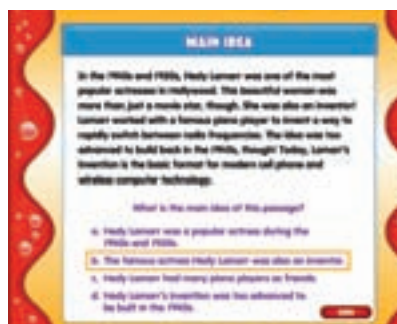 MAIN IDEA
In the 1940s and 1950s, Hedy Lamarr was one of the most
popular actresses in Hollywood. This beautiful woman was
more than just a movie star, though. She was also an inventor!
Lamarr worked with a famous piano player to invent a way to
rapidly switch between radio frequencies. The idea was too
advanced to build back in the 1940s, though! Today, Lamarr's
invention is the basic format for modern cell phone and
wireless computer technology.
What is the main idea of this passage?
a. Hedy Lamarr was a popular actress during the
1940s and 1950s.
b. The famous actress Hedy Lamarr was also an inventor.
c. Hedy Lamarr had many piano players as friends.
d. Hedy Lamarr's invention was too advanced to
be built in the 1940s.